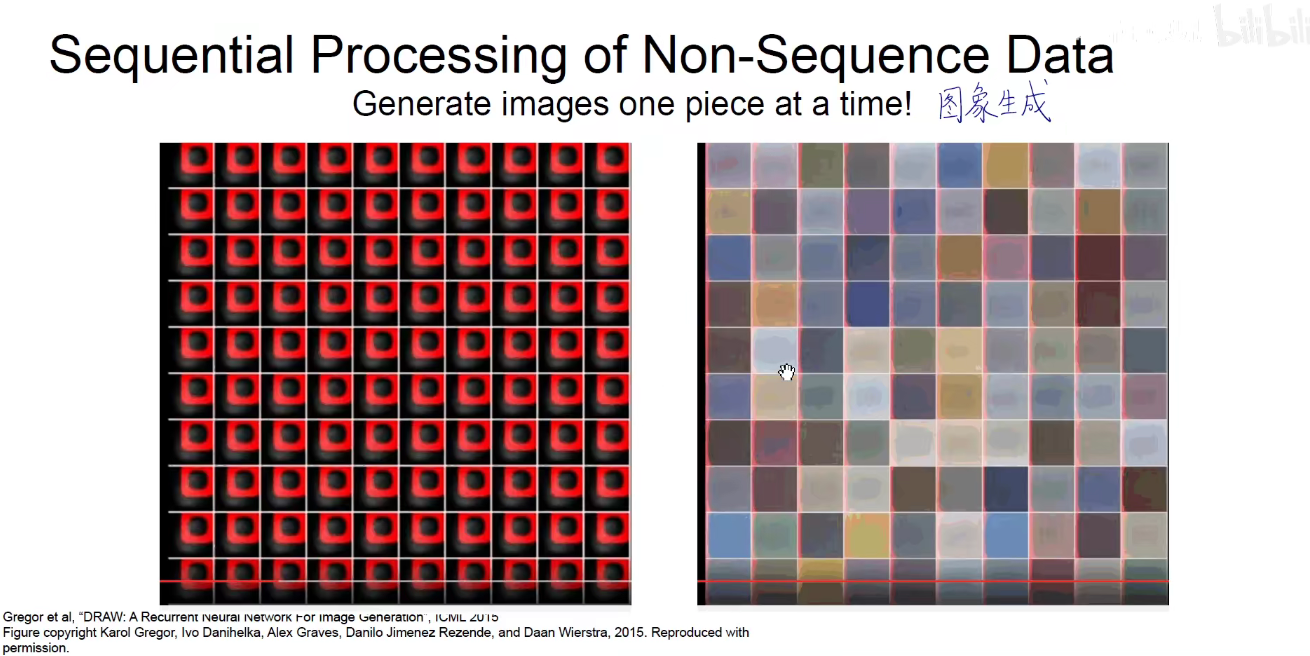 bilibili
Sequential Processing of Non-Sequence Data
Generate images one piece at a time! 图象生成
Gregor et al, “DRAW: A Recurrent Neural Network For Image Generation”, ICML 2015
Figure copyright Karol Gregor, Ivo Danihelka, Alex Graves, Danilo Jimenez Rezende, and Daan Wierstra, 2015. Reproduced with
permission.